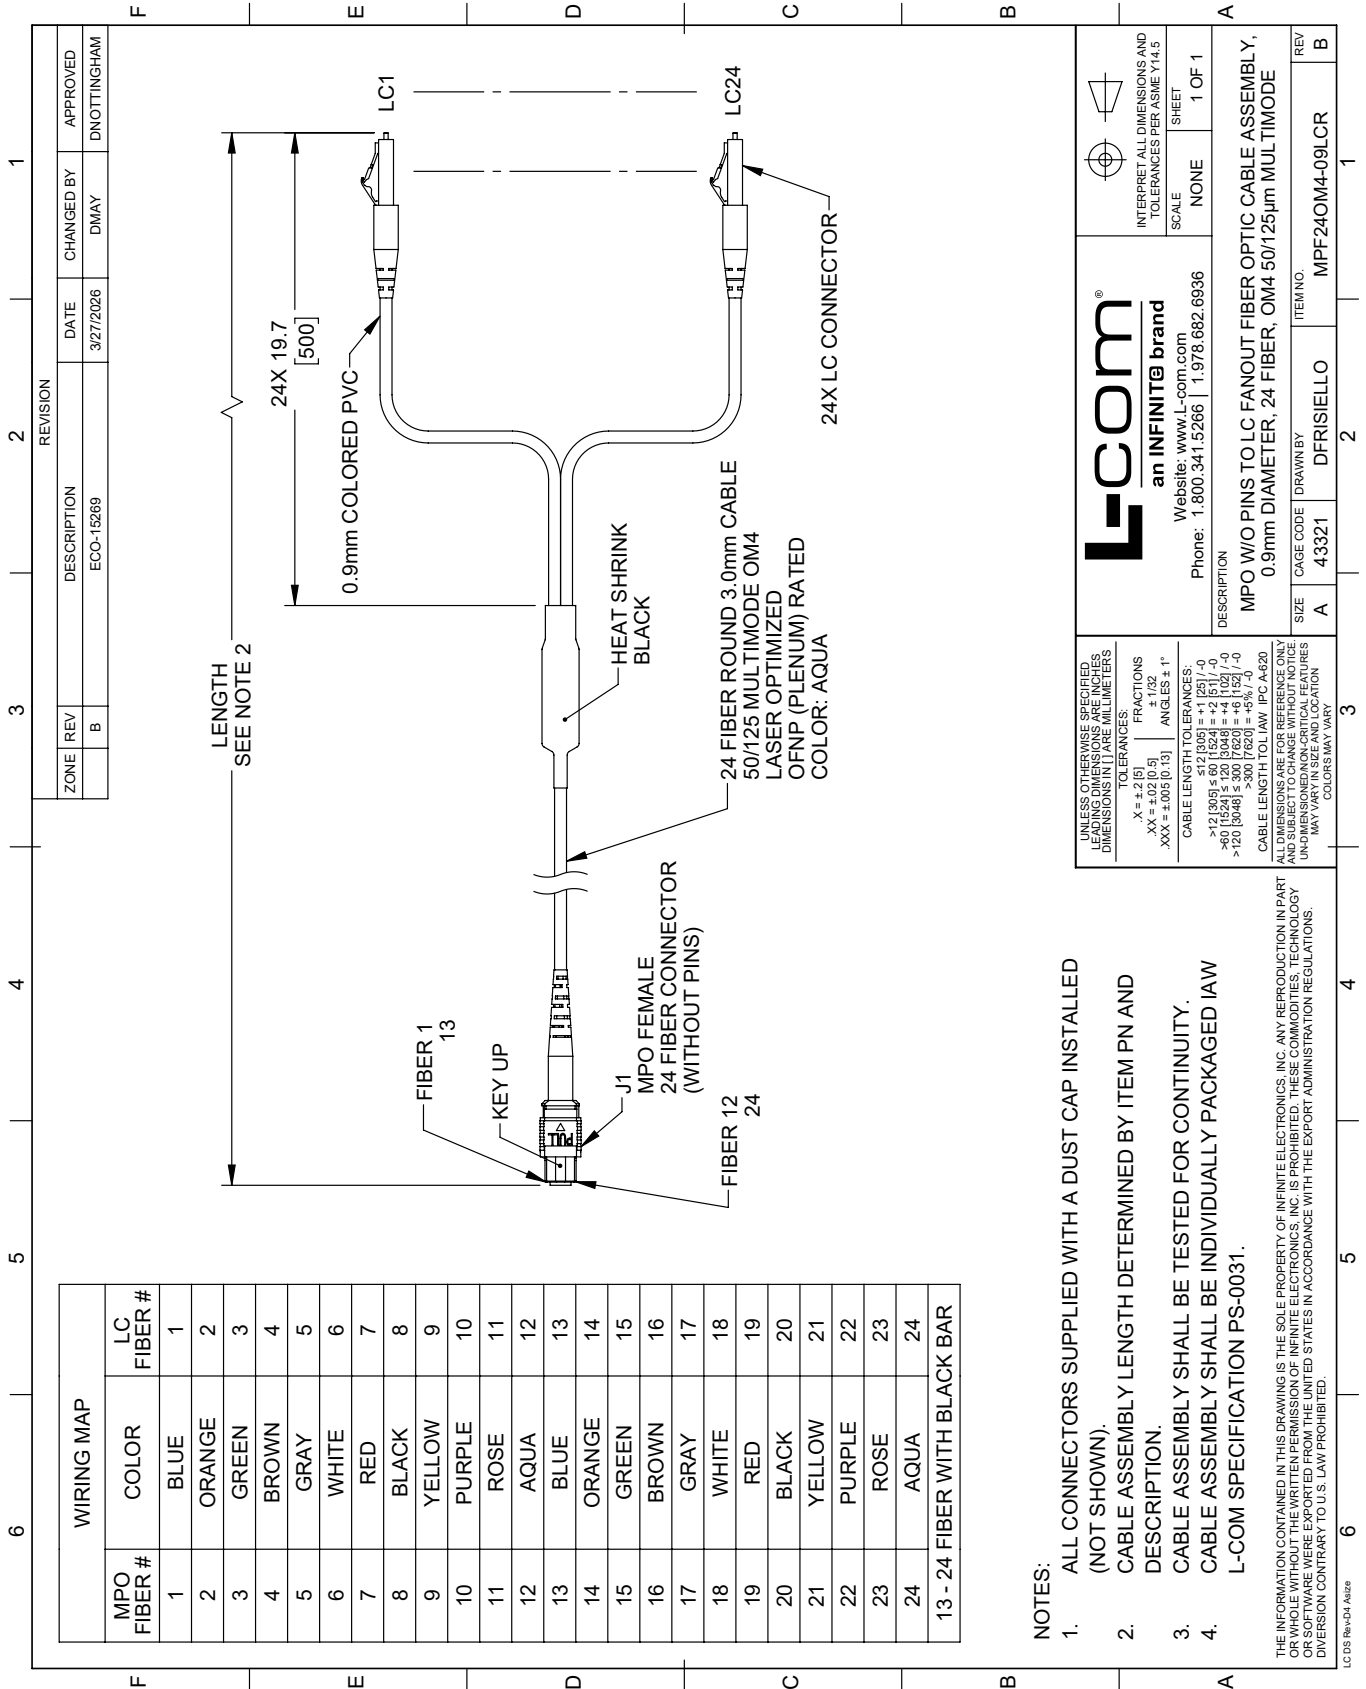 6
5
4
3
2
1
F
E
D
C
B
A
REVISION
ZONE REV DESCRIPTION DATE CHANGED BY APPROVED
B ECO-15269 3/27/2026 DMAY DNOTTINGHAM
WIRING MAP
MPO FIBER # COLOR LC FIBER #
1 BLUE 1
2 ORANGE 2
3 GREEN 3
4 BROWN 4
5 GRAY 5
6 WHITE 6
7 RED 7
8 BLACK 8
9 YELLOW 9
10 PURPLE 10
11 ROSE 11
12 AQUA 12
13 BLUE 13
14 ORANGE 14
15 GREEN 15
16 BROWN 16
17 GRAY 17
18 WHITE 18
19 RED 19
20 BLACK 20
21 YELLOW 21
22 PURPLE 22
23 ROSE 23
24 AQUA 24
13 - 24 FIBER WITH BLACK BAR
LENGTH
SEE NOTE 2
24X 19.7
[500]
0.9mm COLORED PVC
LC1
LC24
24X LC CONNECTOR
HEAT SHRINK
BLACK
24 FIBER ROUND 3.0mm CABLE
50/125 MULTIMODE OM4
LASER OPTIMIZED
OFNP (PLENUM) RATED
COLOR: AQUA
FIBER 1
13
KEY UP
PULL
J1
MPO FEMALE
24 FIBER CONNECTOR
(WITHOUT PINS)
FIBER 12
24
NOTES:
1. ALL CONNECTORS SUPPLIED WITH A DUST CAP INSTALLED
(NOT SHOWN).
2. CABLE ASSEMBLY LENGTH DETERMINED BY ITEM PN AND
DESCRIPTION.
3. CABLE ASSEMBLY SHALL BE TESTED FOR CONTINUITY.
4. CABLE ASSEMBLY SHALL BE INDIVIDUALLY PACKAGED IAW
L-COM SPECIFICATION PS-0031.
THE INFORMATION CONTAINED IN THIS DRAWING IS THE SOLE PROPERTY OF INFINITE ELECTRONICS, INC. ANY REPRODUCTION IN PART
OR WHOLE WITHOUT THE WRITTEN PERMISSION OF INFINITE ELECTRONICS, INC. IS PROHIBITED. THESE COMMODITIES, TECHNOLOGY
OR SOFTWARE WERE EXPORTED FROM THE UNITED STATES IN ACCORDANCE WITH THE EXPORT ADMINISTRATION REGULATIONS.
DIVERSION CONTRARY TO U.S. LAW PROHIBITED.
UNLESS OTHERWISE SPECIFIED
LEADING DIMENSIONS ARE INCHES
DIMENSIONS IN [ ] ARE MILLIMETERS
TOLERANCES:
.X = ±.2 [5] FRACTIONS
.XX = ±.02 [0.5] ± 1/32
.XXX = ±.005 [0.13] ANGLES ± 1°
CABLE LENGTH TOLERANCES:
≤12 [305] = +1 [25] / -0
>12 [305] ≤ 60 [1524] = +2 [51] / -0
>60 [1524] ≤ 120 [3048] = +4 [102] / -0
>120 [3048] ≤ 300 [7620] = +6 [152] / -0
>300 [7620] = +5% / -0
CABLE LENGTH TOL IAW IPC A-620
ALL DIMENSIONS ARE FOR REFERENCE ONLY
AND SUBJECT TO CHANGE WITHOUT NOTICE.
UN-DIMENSIONED/NON-CRITICAL FEATURES
MAY VARY IN SIZE AND LOCATION
COLORS MAY VARY
L-com®
an INFINIT@ brand
Website: www.L-com.com
Phone: 1.800.341.5266 | 1.978.682.6936
INTERPRET ALL DIMENSIONS AND
TOLERANCES PER ASME Y14.5
SCALE SHEET
NONE 1 OF 1
DESCRIPTION
MPO W/O PINS TO LC FANOUT FIBER OPTIC CABLE ASSEMBLY,
0.9mm DIAMETER, 24 FIBER, OM4 50/125µm MULTIMODE
SIZE CAGE CODE DRAWN BY ITEM NO. REV
A 43321 DFRISIELLO MPF24OM4-09LCR B
LC DS Rev-D4 Asize
6
5
4
3
2
1
F
E
D
C
B
A